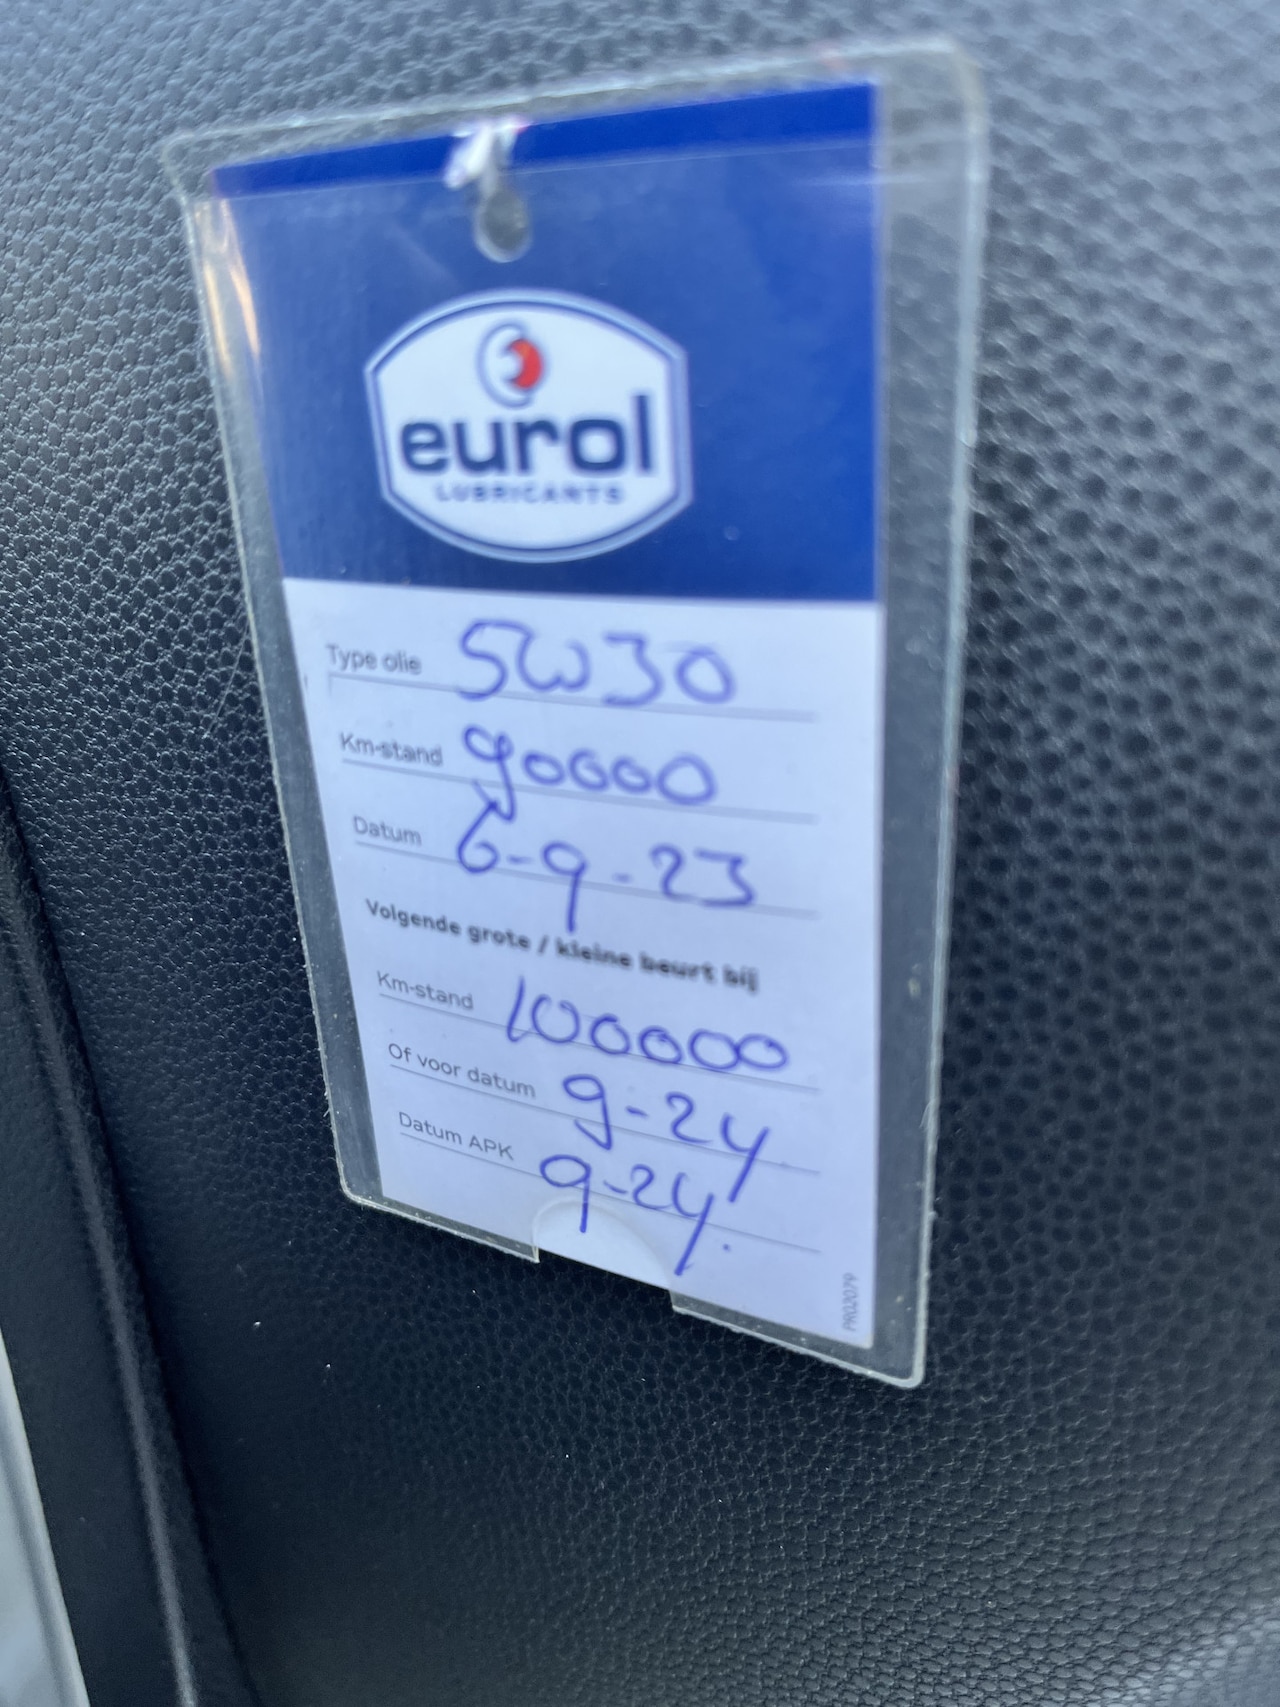 eurol
LUBRICANTS
Type olie 5W30
Km-stand 90000
Datum 6-9-23
Volgende grote / kleine beurt bij
Km-stand 100000
Of voor datum 9-24
Datum APK 9-24.
PR02079